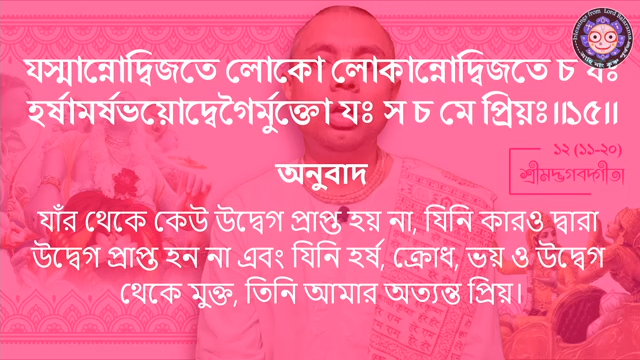 যস্মান্নোদ্বিজতে লোকো লোকান্নোদ্বিজতে চ যঃ
হর্ষামর্ষভয়োদ্বেগৈর্মুক্তো যঃ স চ মে প্রিয়ঃ॥১৫॥
১২ (১১-২০)
শ্রীমদ্ভগবদ্গীতা
অনুবাদ
যাঁর থেকে কেউ উদ্বেগ প্রাপ্ত হয় না, যিনি কারও দ্বারা
উদ্বেগ প্রাপ্ত হন না এবং যিনি হর্ষ, ক্রোধ, ভয় ও উদ্বেগ
থেকে মুক্ত, তিনি আমার অত্যন্ত প্রিয়।